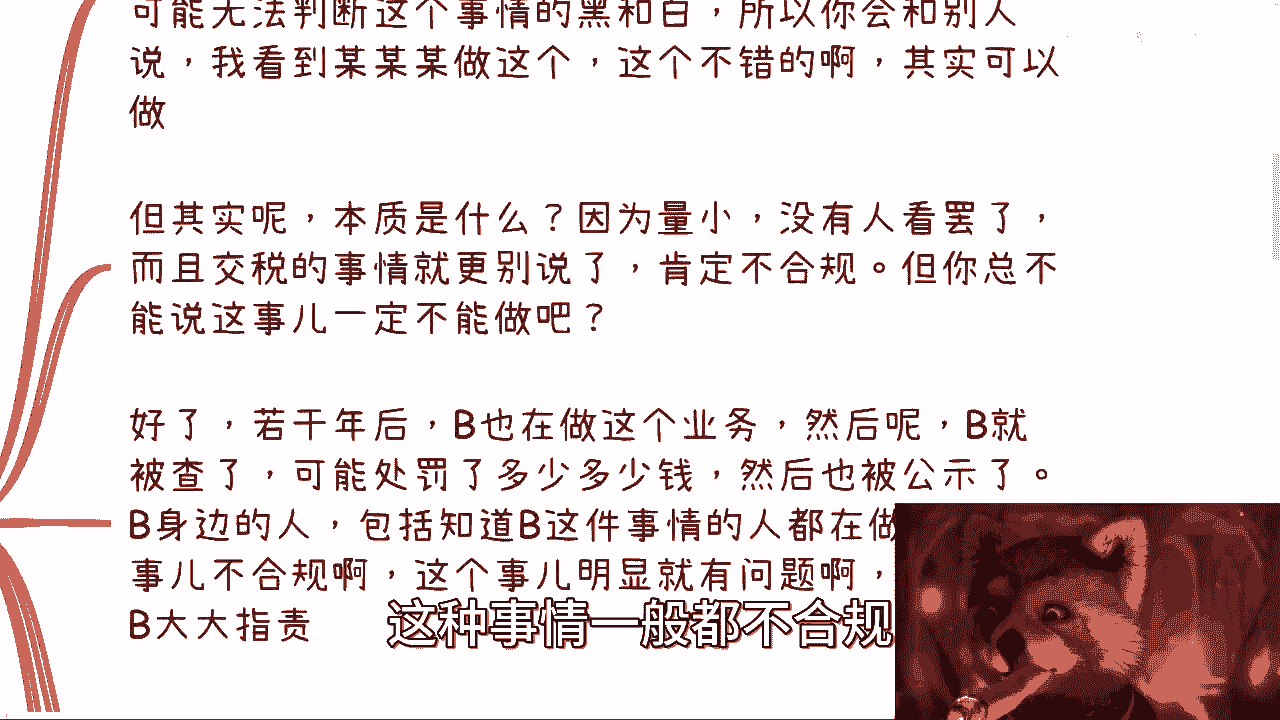 可能无法判断这个事情的黑和白，所以你会和别人
说，我看到某某某做这个，这个不错的啊，其实可以
做
但其实呢，本质是什么？因为量小，没有人看罢了，
而且交税的事情就更别说了，肯定不合规。但你总不
能说这事儿一定不能做吧？
好了，若干年后，B也在做这个业务，然后呢，B就
被查了，可能处罚了多少多少钱，然后也被公示了。
B身边的人，包括知道B这件事情的人都在做
事儿不合规啊，这个事儿明显就有问题啊，
B大大指责
这种事情一般都不合规